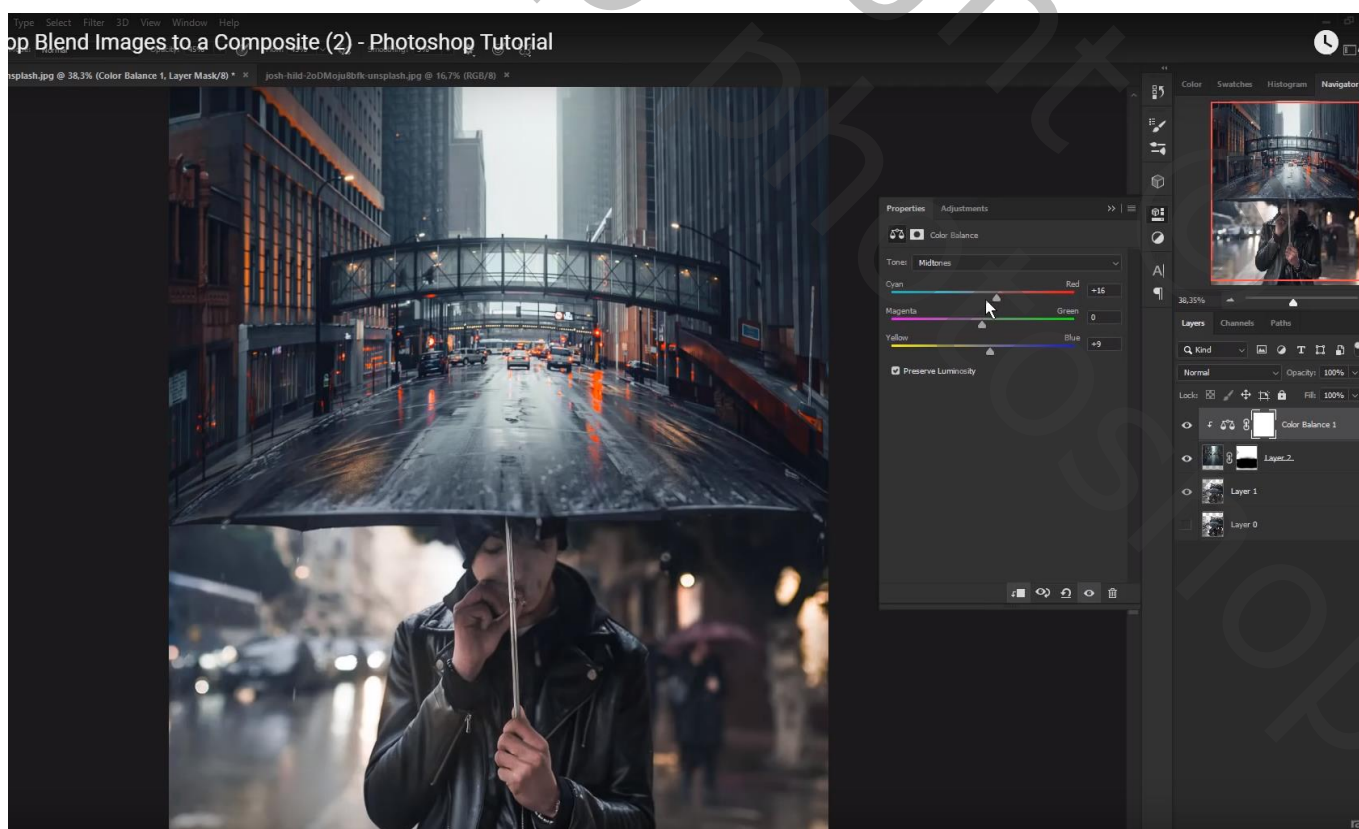 Type Select Filter 3D View Window Help
op Blend Images to a Composite (2) - Photoshop Tutorial
nsplash.jpg @ 38,3% (Color Balance 1, Layer Mask/8) * ×
josh-hild-2oDMoju8bfk-unsplash.jpg @ 16,7% (RGB/8) ×
Color Swatches Histogram Navigator
38,35%
Properties Adjustments
Color Balance
Tone: Midtones
Cyan Red +16
Magenta Green 0
Yellow Blue +9
Preserve Luminosity
Layers Channels Paths
Kind
Normal Opacity: 100%
Lock: Fill: 100%
Color Balance 1
Layer 2
Layer 1
Layer 0
photoshop